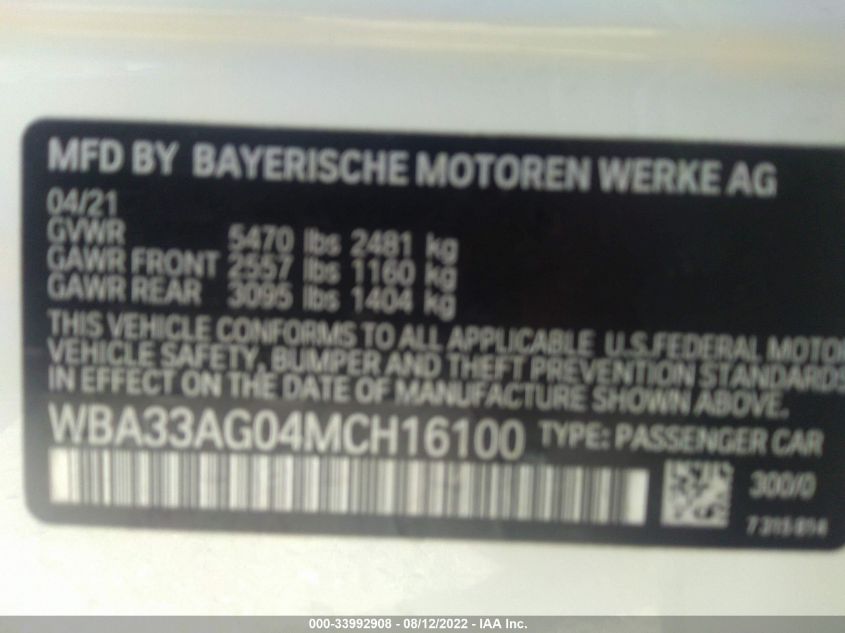 MFD BY BAYERISCHE MOTOREN WERKE AG
04/21
GVWR 5470 lbs 2481 kg
GAWR FRONT 2557 lbs 1160 kg
GAWR REAR 3095 lbs 1404 kg
THIS VEHICLE CONFORMS TO ALL APPLICABLE U.S.FEDERAL MOTOR
VEHICLE SAFETY, BUMPER AND THEFT PREVENTION STANDARDS
IN EFFECT ON THE DATE OF MANUFACTURE SHOWN ABOVE.
WBA33AG04MCH16100 TYPE: PASSENGER CAR
300/0
7 315 814
000-33992908 - 08/12/2022 - IAA Inc.